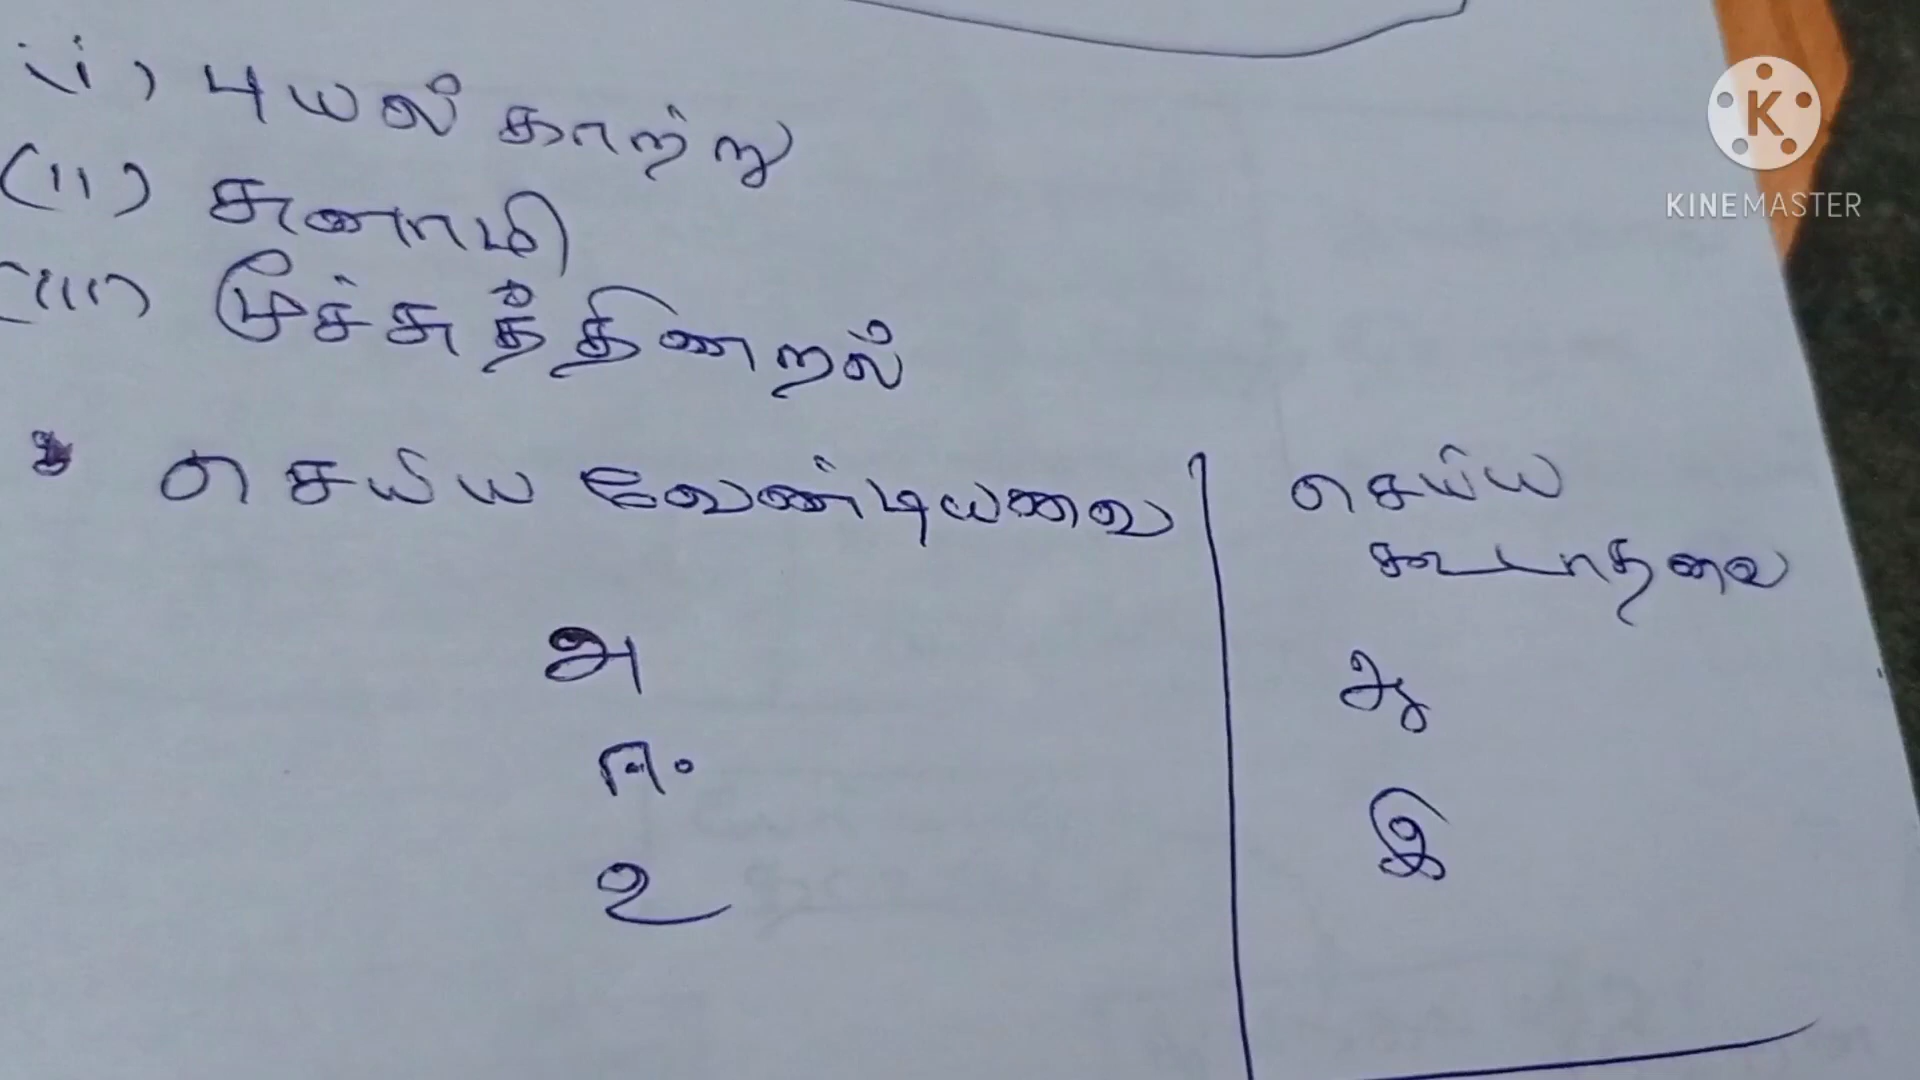 (i) புயல் காற்று
(ii) சுனாமி
(iii) மூச்சுத்திணறல்
செய்ய வேண்டியவை
செய்ய
கூடாதவை
அ
ஈ.
உ
ஆ
இ
K
KINEMASTER